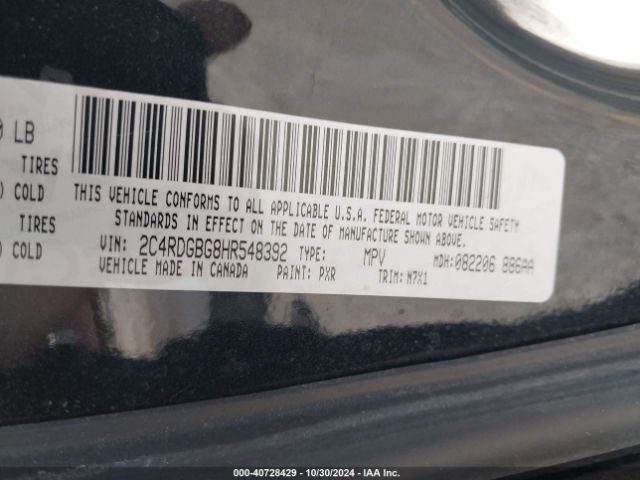 0 LB
TIRES
) COLD
TIRES
) COLD
THIS VEHICLE CONFORMS TO ALL APPLICABLE U.S.A. FEDERAL MOTOR VEHICLE SAFETY
STANDARDS IN EFFECT ON THE DATE OF MANUFACTURE SHOWN ABOVE.
VIN: 2C4RDGBG8HR548392 TYPE: MPV MDH:082206 886AA
VEHICLE MADE IN CANADA PAINT: PXR TRIM: N7X1
000-40728429 - 10/30/2024 - IAA Inc.